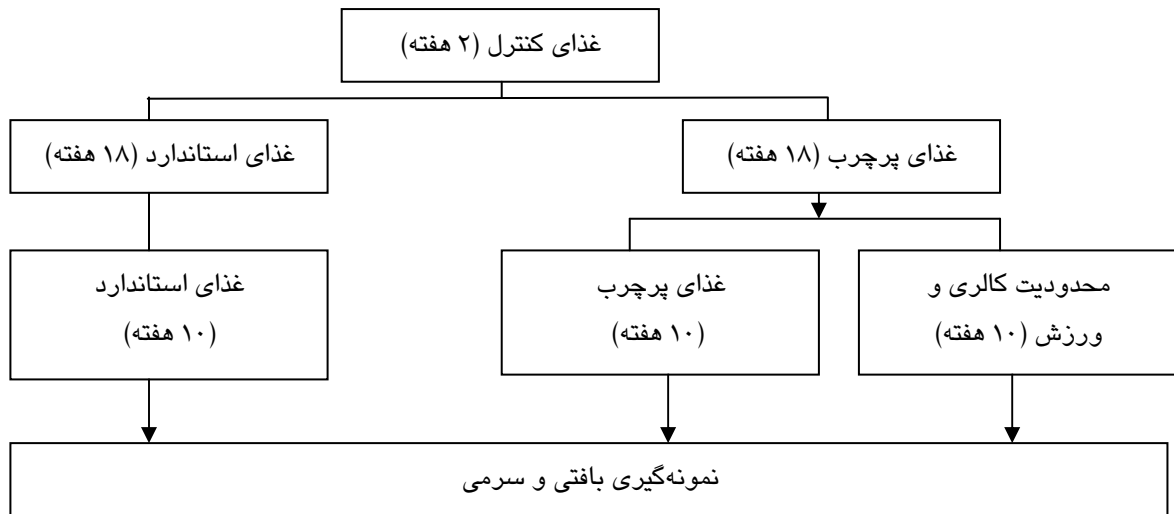 غذای کنترل (۲ هفته)
غذای پرچرب (۱۸ هفته)
غذای استاندارد (۱۸ هفته)
محدودیت کالری و
ورزش (۱۰ هفته)
غذای پرچرب
(۱۰ هفته)
غذای استاندارد
(۱۰ هفته)
نمونه‌گیری بافتی و سرمی